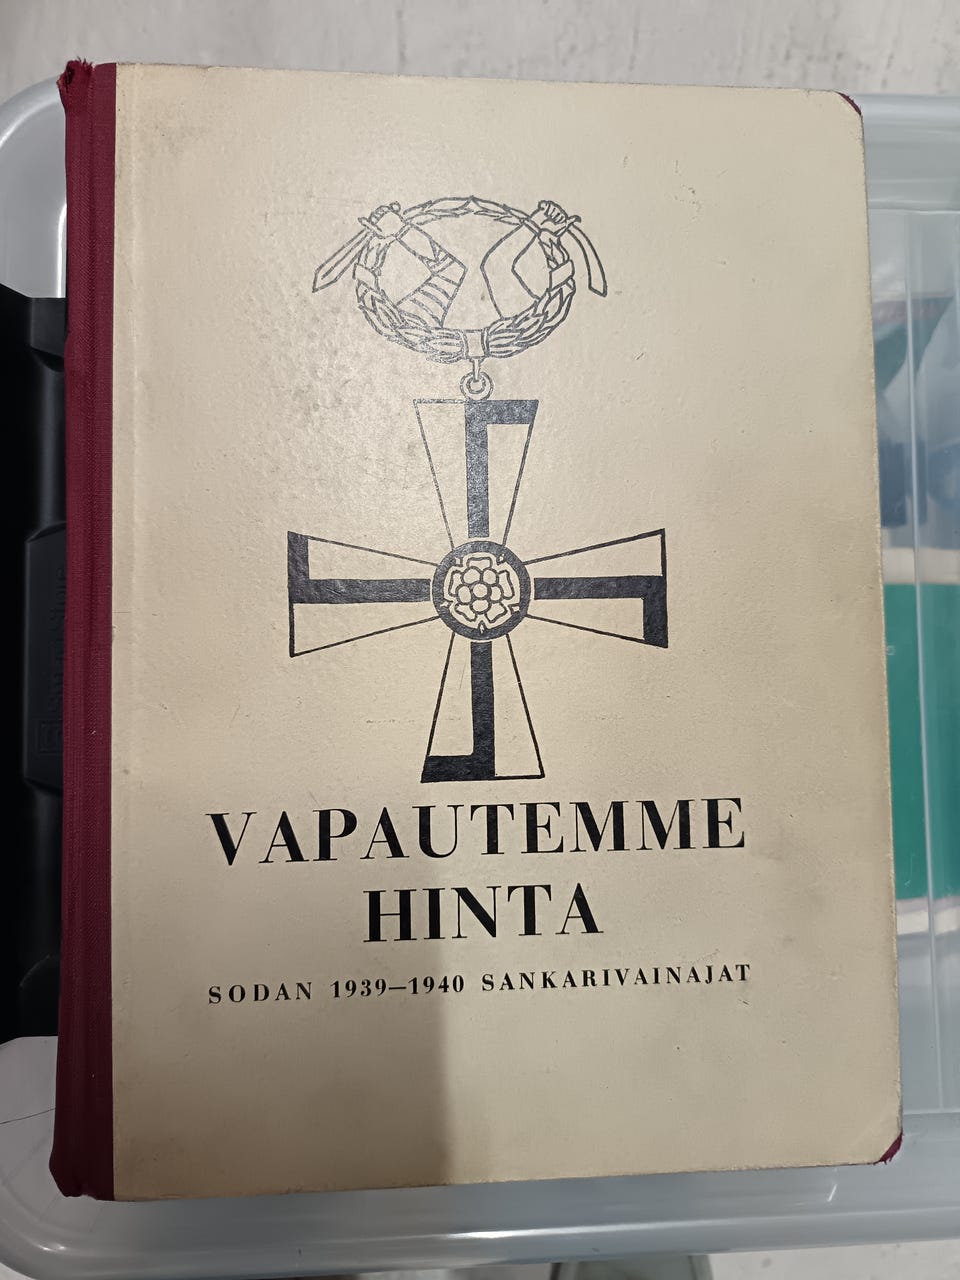 VAPAUTEMME
HINTA
SODAN 1939–1940 SANKARIVAINAJAT